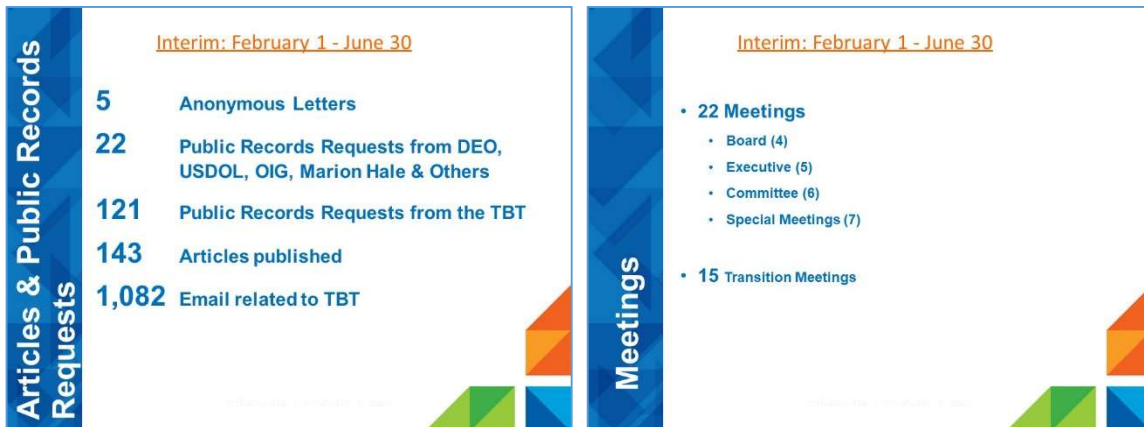 Articles & Public Records
Requests
Interim: February 1 - June 30
5 Anonymous Letters
22 Public Records Requests from DEO,
USDOL, OIG, Marion Hale & Others
121 Public Records Requests from the TBT
143 Articles published
1,082 Email related to TBT
Meetings
Interim: February 1 - June 30
• 22 Meetings
• Board (4)
• Executive (5)
• Committee (6)
• Special Meetings (7)
• 15 Transition Meetings